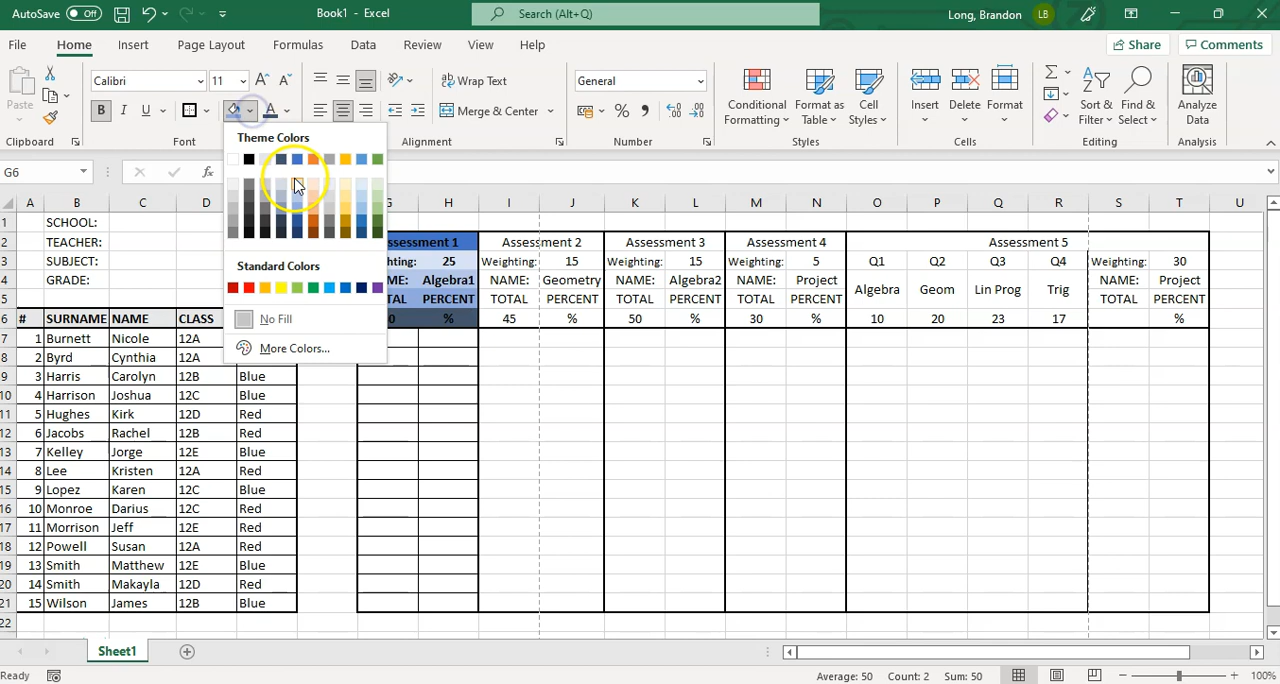 AutoSave Off Book1 - Excel Search (Alt+Q) Long, Brandon LB
File Home Insert Draw Page Layout Formulas Data Review View Help Share Comments
Paste Calibri 11 A A Wrap Text General Conditional Formatting Format as Table Cell Styles Insert Delete Format Sort & Filter Find & Select Analyze Data
B I U A Merge & Center % 
Clipboard Font Alignment Number Styles Cells Editing Analysis
G6 fx
Theme Colors
Standard Colors
No Fill
More Colors...
A B C D G H I J K L M N O P Q R S T U
1 SCHOOL:
2 TEACHER: Assessment 2 Assessment 3 Assessment 4 Assessment 5
3 SUBJECT: 25 Weighting: 15 Weighting: 15 Weighting: 5 Q1 Q2 Q3 Q4 Weighting: 30
4 GRADE: Algebra1 NAME: Geometry NAME: Algebra2 NAME: Project Algebra Geom Lin Prog Trig NAME: Project
5 PERCENT TOTAL PERCENT TOTAL PERCENT TOTAL PERCENT TOTAL PERCENT
6 # SURNAME NAME CLASS % 45 % 50 % 30 % 10 20 23 17 %
7 1 Burnett Nicole 12A
8 2 Byrd Cynthia 12A
9 3 Harris Carolyn 12B Blue
10 4 Harrison Joshua 12C Blue
11 5 Hughes Kirk 12D Red
12 6 Jacobs Rachel 12B Red
13 7 Kelley Jorge 12E Blue
14 8 Lee Kristen 12A Red
15 9 Lopez Karen 12C Blue
16 10 Monroe Darius 12C Red
17 11 Morrison Jeff 12E Red
18 12 Powell Susan 12A Red
19 13 Smith Matthew 12E Blue
20 14 Smith Makayla 12D Red
21 15 Wilson James 12B Blue
22
Sheet1
Ready Average: 50 Count: 2 Sum: 50 100%